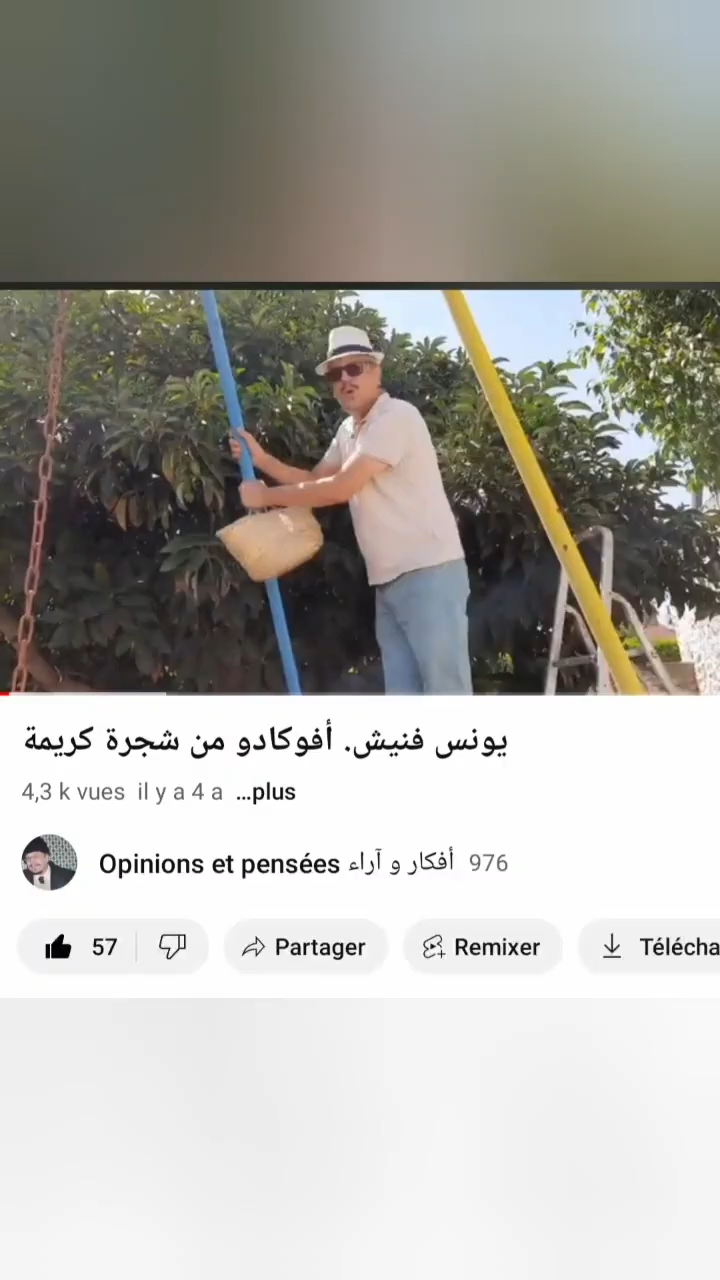 يونس فنيش. أفوكادو من شجرة كريمة
4,3 k vues il y a 4 a ...plus
Opinions et pensées أفكار و آراء 976
57 Partager Remixer Télécha